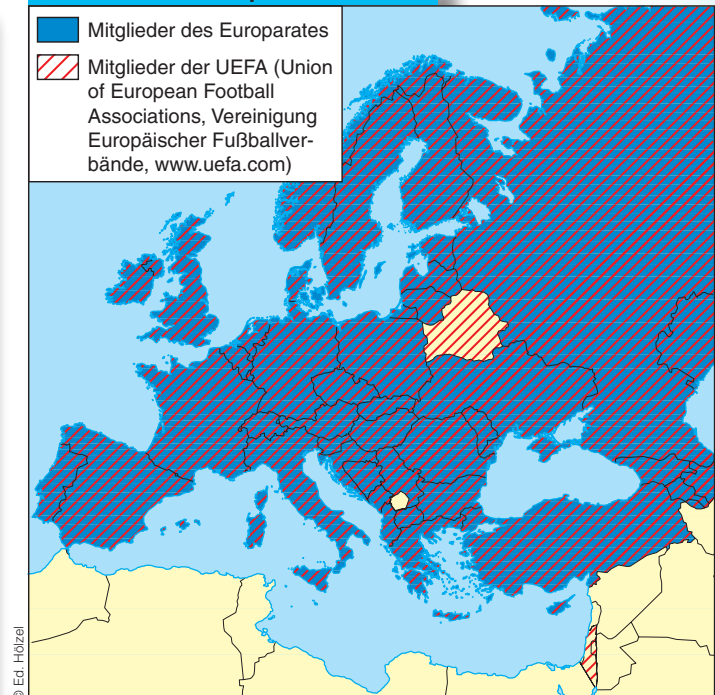 Mitglieder des Europarates
Mitglieder der UEFA (Union
of European Football
Associations, Vereinigung
Europäischer Fußballver-
bände, www.uefa.com)
© Ed. Hölzel